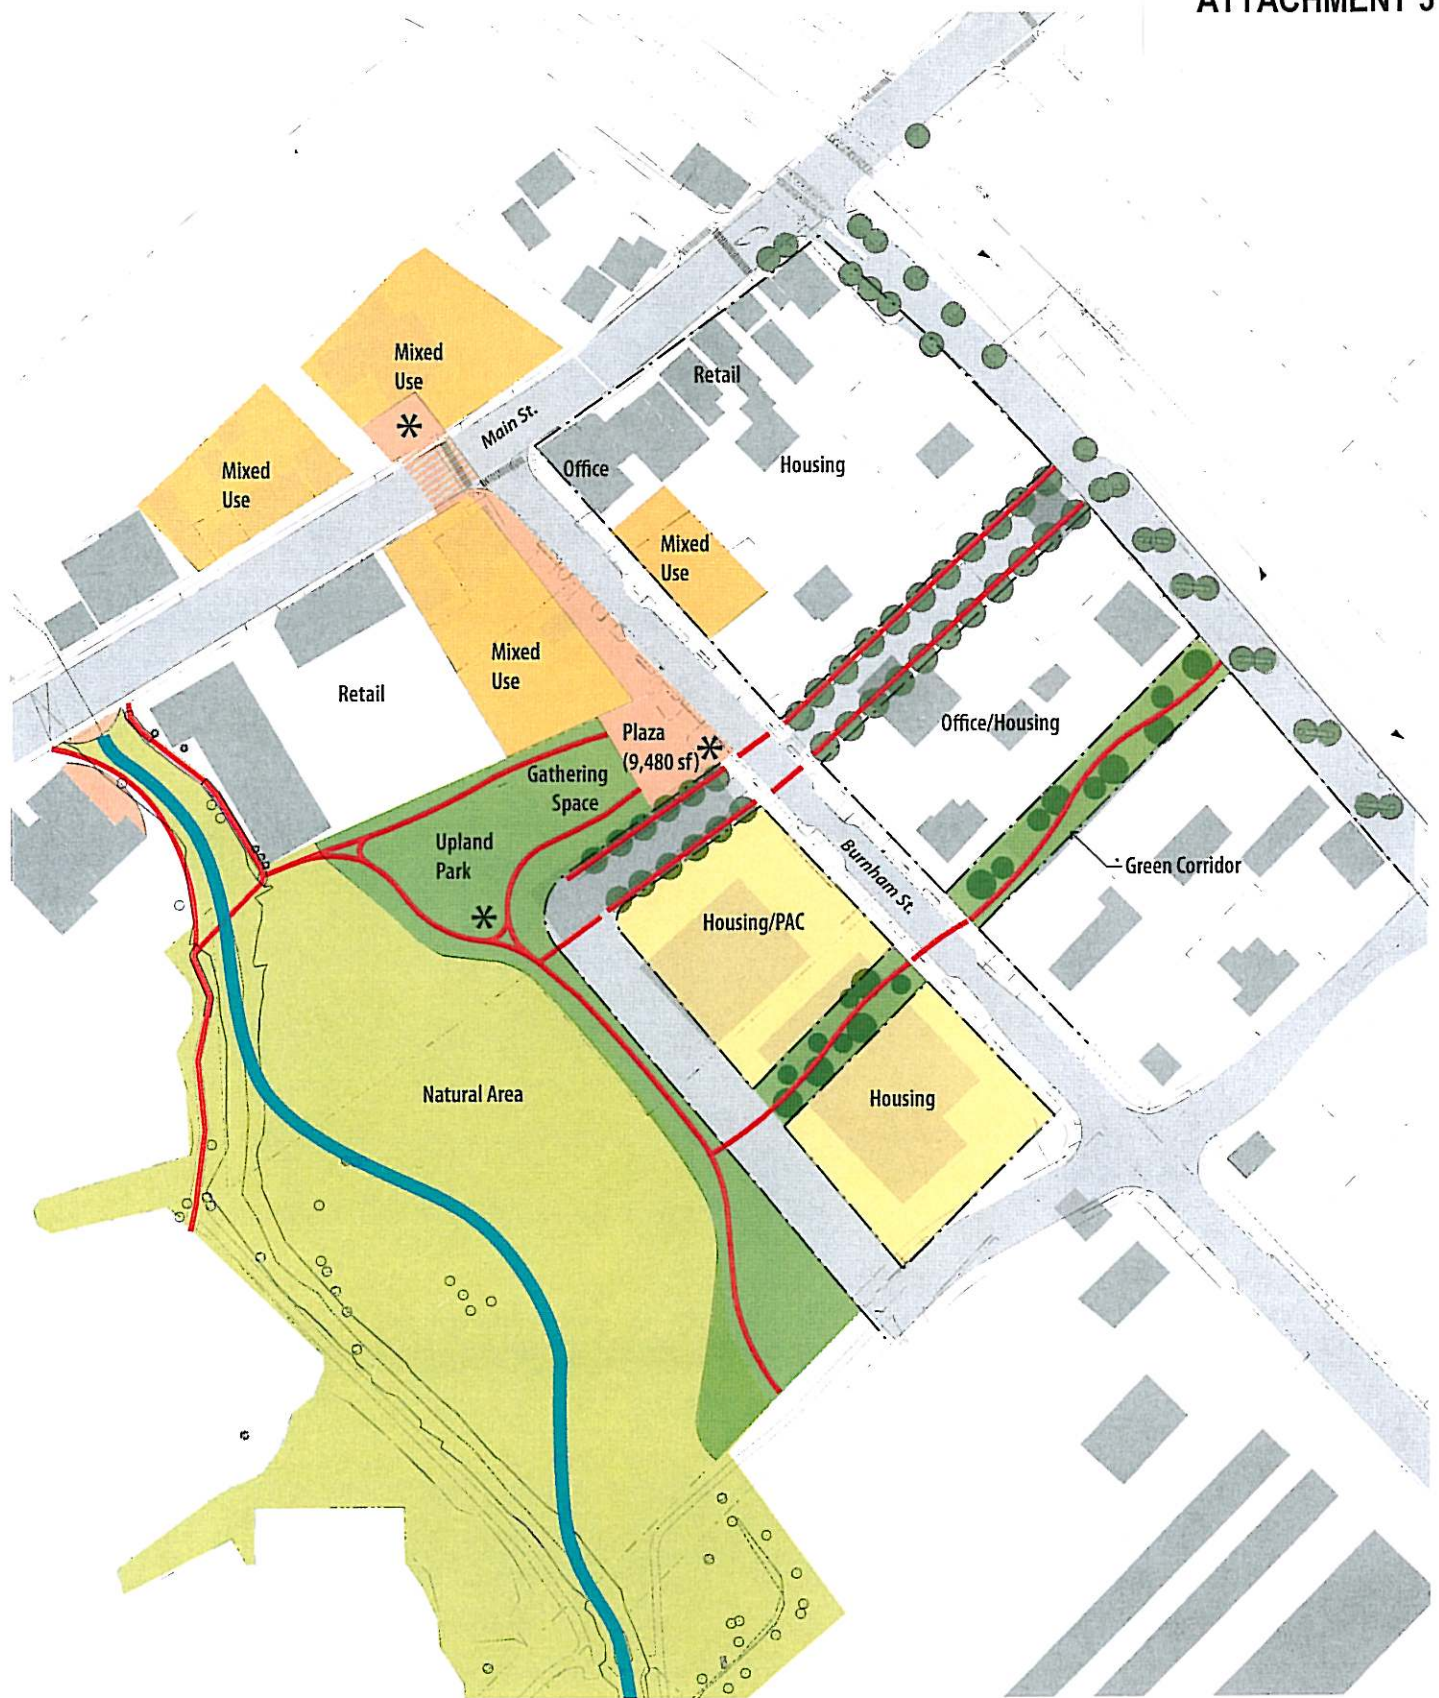 ATTACHMENT 3
Mixed
Use
Main St.
Retail
Mixed
Use
Office
Housing
Mixed
Use
Mixed
Use
Retail
Plaza
(9,480 sf)
Office/Housing
Gathering
Space
Upland
Park
Burnham St.
Green Corridor
Housing/PAC
Natural Area
Housing